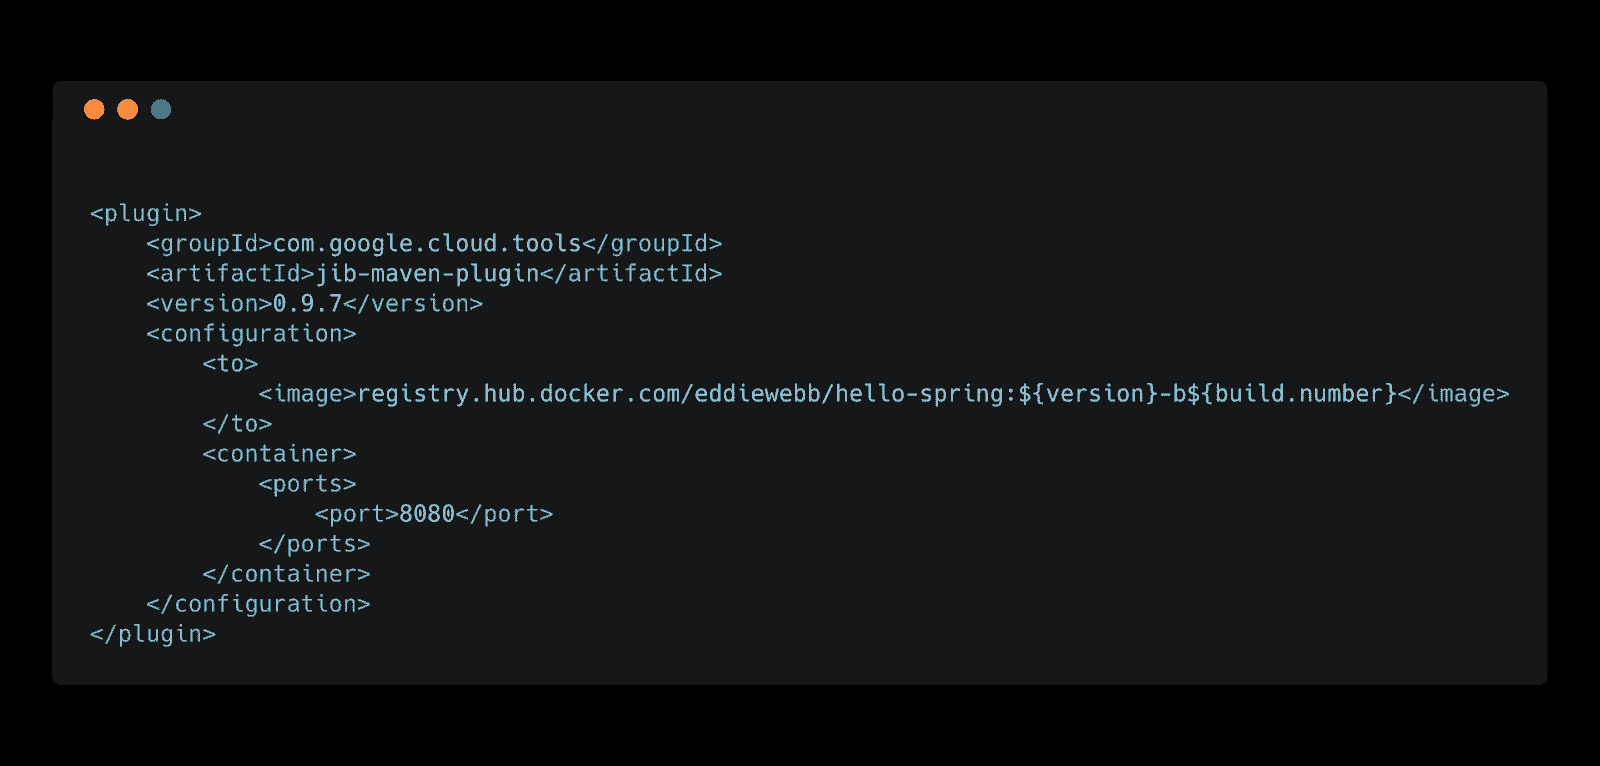 <plugin>
    <groupId>com.google.cloud.tools</groupId>
    <artifactId>jib-maven-plugin</artifactId>
    <version>0.9.7</version>
    <configuration>
        <to>
            <image>registry.hub.docker.com/eddiewebb/hello-spring:${version}-b${build.number}</image>
        </to>
        <container>
            <ports>
                <port>8080</port>
            </ports>
        </container>
    </configuration>
</plugin>